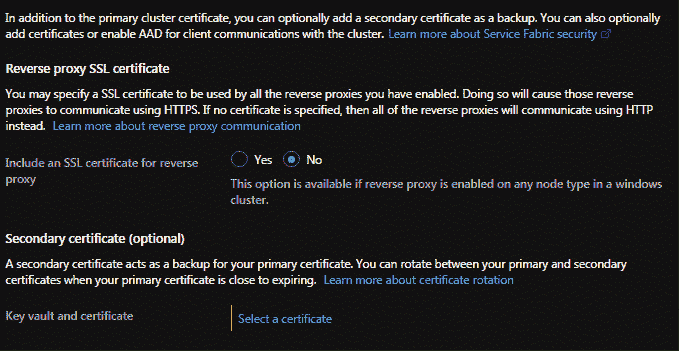 In addition to the primary cluster certificate, you can optionally add a secondary certificate as a backup. You can also optionally
add certificates or enable AAD for client communications with the cluster. Learn more about Service Fabric security
Reverse proxy SSL certificate
You may specify a SSL certificate to be used by all the reverse proxies you have enabled. Doing so will cause those reverse
proxies to communicate using HTTPS. If no certificate is specified, then all of the reverse proxies will communicate using HTTP
instead. Learn more about reverse proxy communication
Include an SSL certificate for reverse
proxy
Yes No
This option is available if reverse proxy is enabled on any node type in a windows
cluster.
Secondary certificate (optional)
A secondary certificate acts as a backup for your primary certificate. You can rotate between your primary and secondary
certificates when your primary certificate is close to expiring. Learn more about certificate rotation
Key vault and certificate
Select a certificate